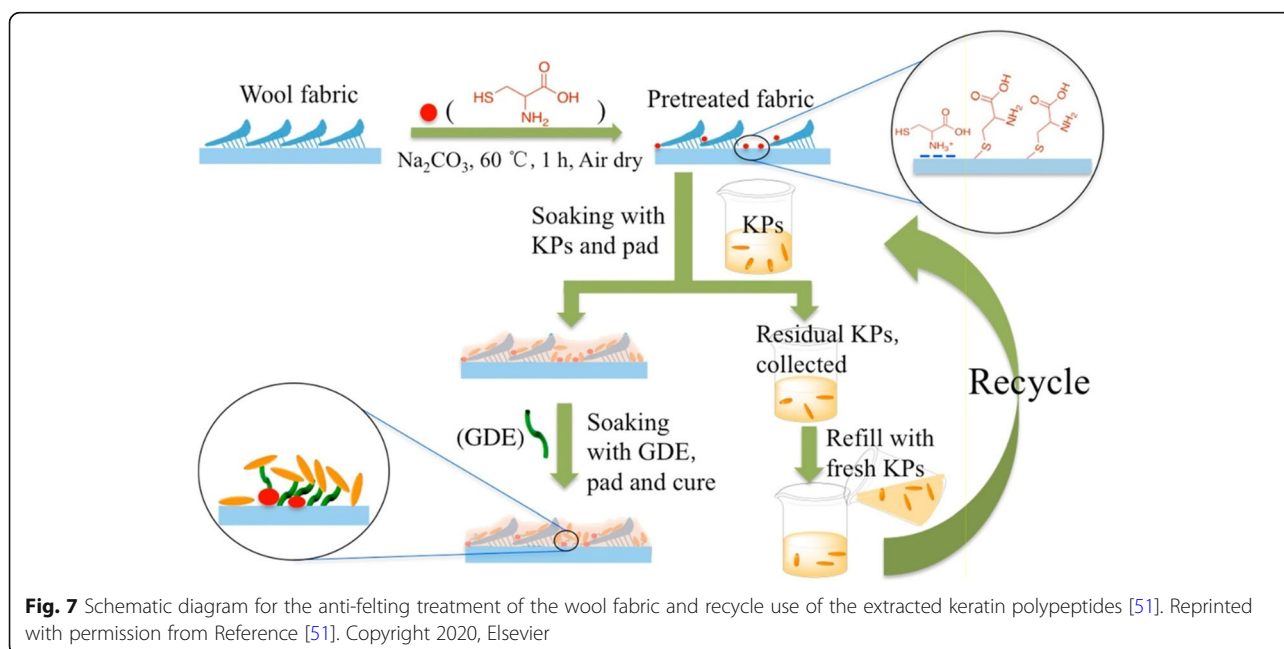 Wool fabric
( HS O OH NH₂ )
Na₂CO₃, 60 ℃, 1 h, Air dry
Pretreated fabric
HS O OH NH₃⁺
S O OH NH₂
S O OH NH₂
Soaking with
KPs and pad
KPs
Residual KPs,
collected
Recycle
(GDE)
Soaking
with GDE,
pad and cure
Refill with
fresh KPs
Fig. 7 Schematic diagram for the anti-felting treatment of the wool fabric and recycle use of the extracted keratin polypeptides [51]. Reprinted
with permission from Reference [51]. Copyright 2020, Elsevier